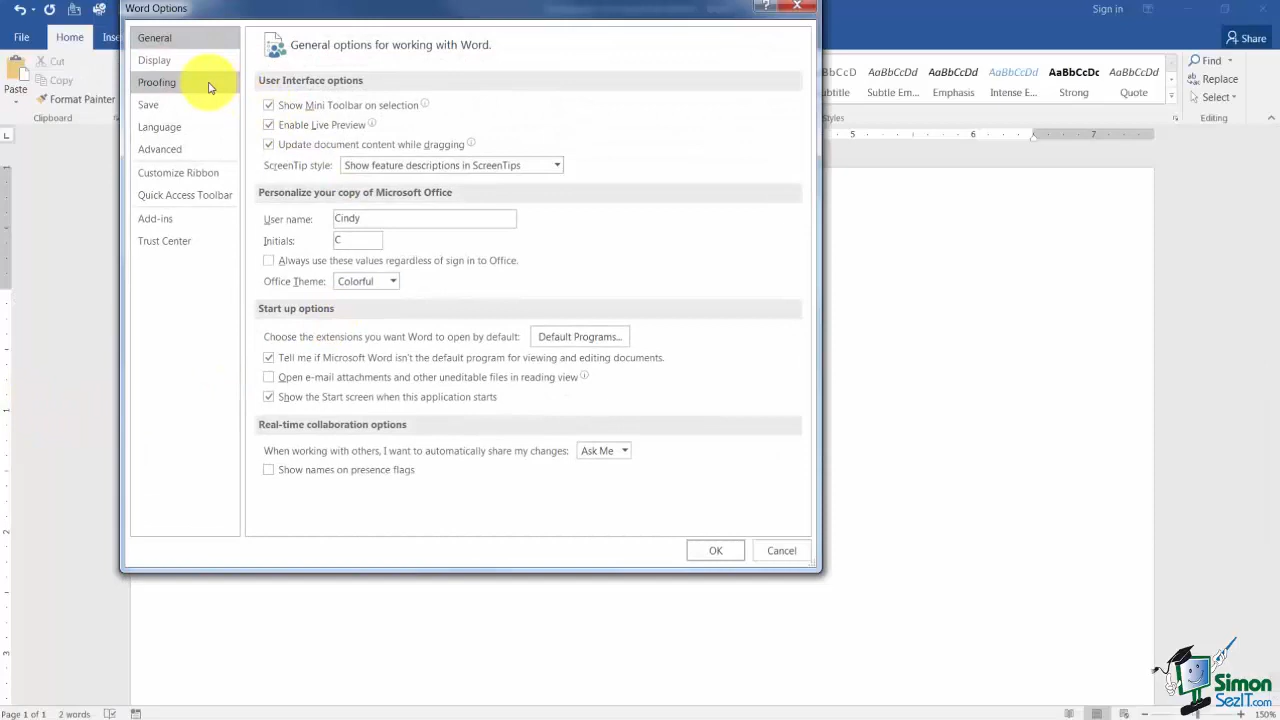 Word Options
?
Sign in
File
Home
Share
Cut
Copy
Paste
Format Painter
Clipboard
General
Display
Proofing
Save
Language
Advanced
Customize Ribbon
Quick Access Toolbar
Add-ins
Trust Center
General options for working with Word.
User Interface options
Show Mini Toolbar on selection
Enable Live Preview
Update document content while dragging
ScreenTip style: Show feature descriptions in ScreenTips
Personalize your copy of Microsoft Office
User name: Cindy
Initials: C
Always use these values regardless of sign in to Office.
Office Theme: Colorful
Start up options
Choose the extensions you want Word to open by default: Default Programs...
Tell me if Microsoft Word isn't the default program for viewing and editing documents.
Open e-mail attachments and other uneditable files in reading view
Show the Start screen when this application starts
Real-time collaboration options
When working with others, I want to automatically share my changes: Ask Me
Show names on presence flags
OK Cancel
AaBbCcDd AaBbCcDd AaBbCcDd AaBbCcDc AaBbCcDd
Subtle Em... Emphasis Intense E... Strong Quote
Styles
Find
Replace
Select
Editing
5 6 7
1
2
3
Page 1 of 1 2 words
150%
Simon
SezIT.com